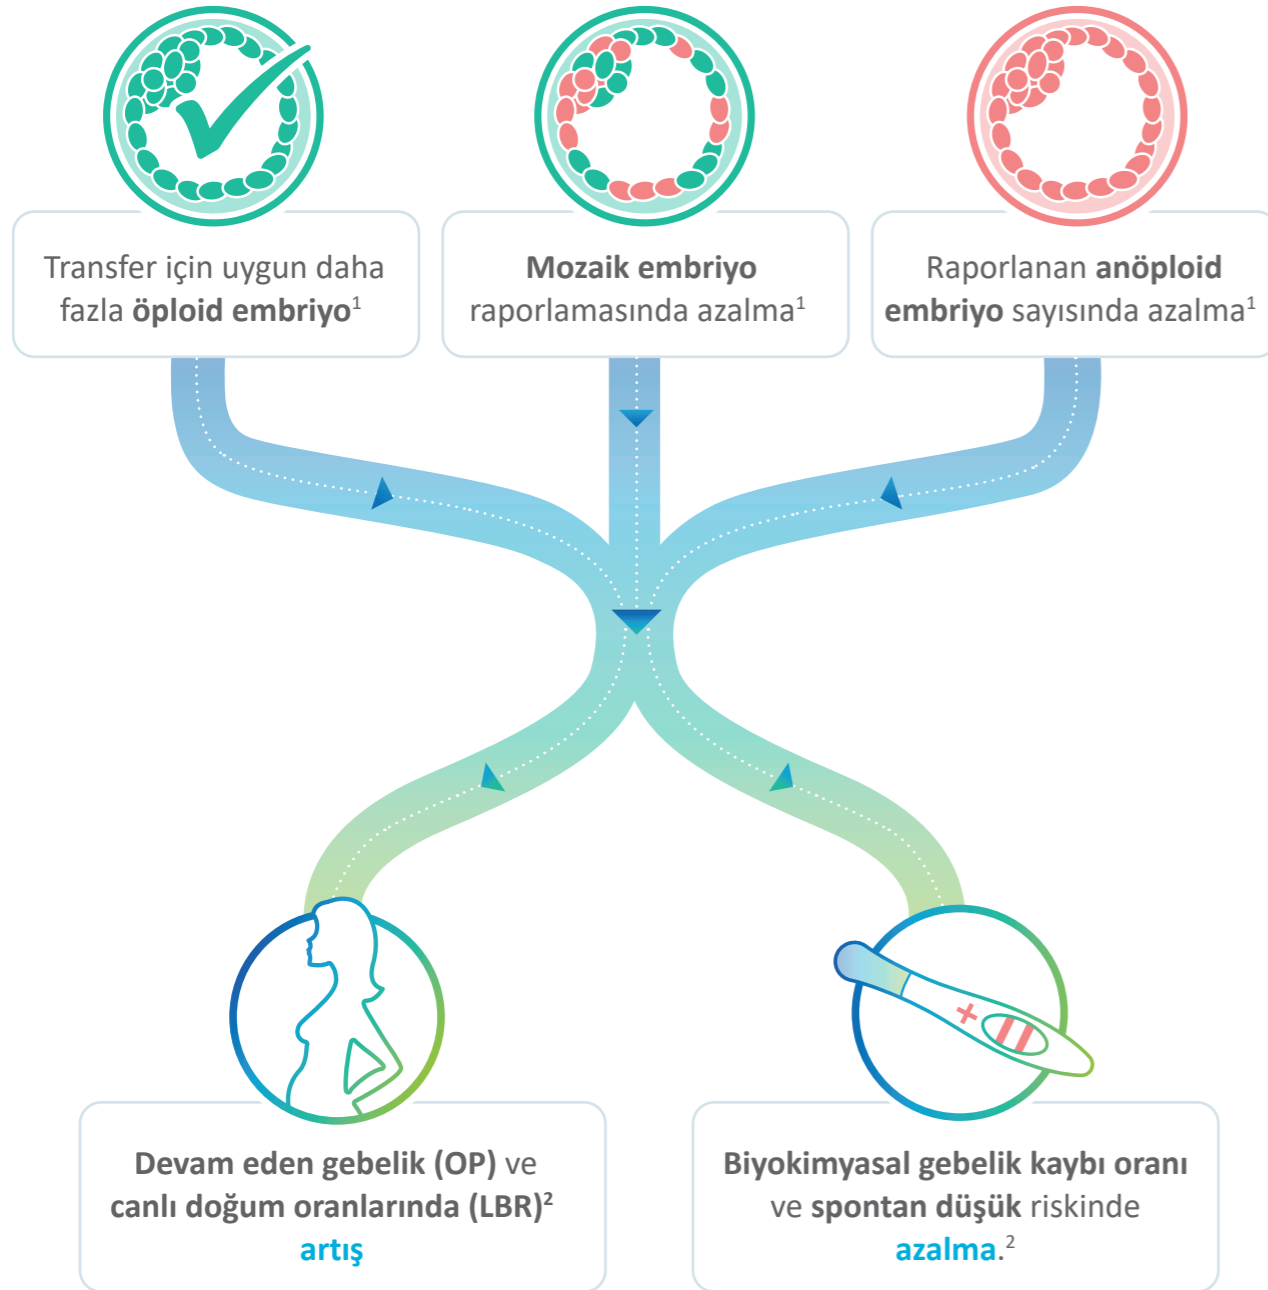 Transfer için uygun daha
fazla öploid embriyo¹
Mozaik embriyo
raporlamasında azalma¹
Raporlanan anöploid
embriyo sayısında azalma¹
Devam eden gebelik (OP) ve
canlı doğum oranlarında (LBR)²
artış
Biyokimyasal gebelik kaybı oranı
ve spontan düşük riskinde
azalma.²